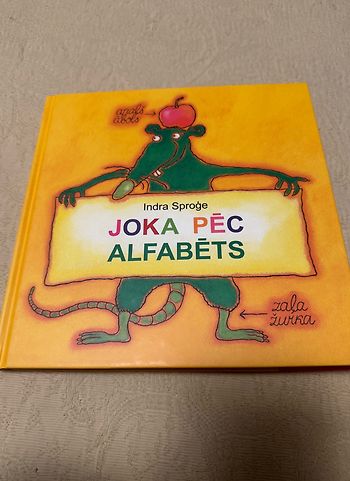 apaļš
ābols
Indra Sproģe
JOKA PĒC
ALFABĒTS
zaļa
žurka